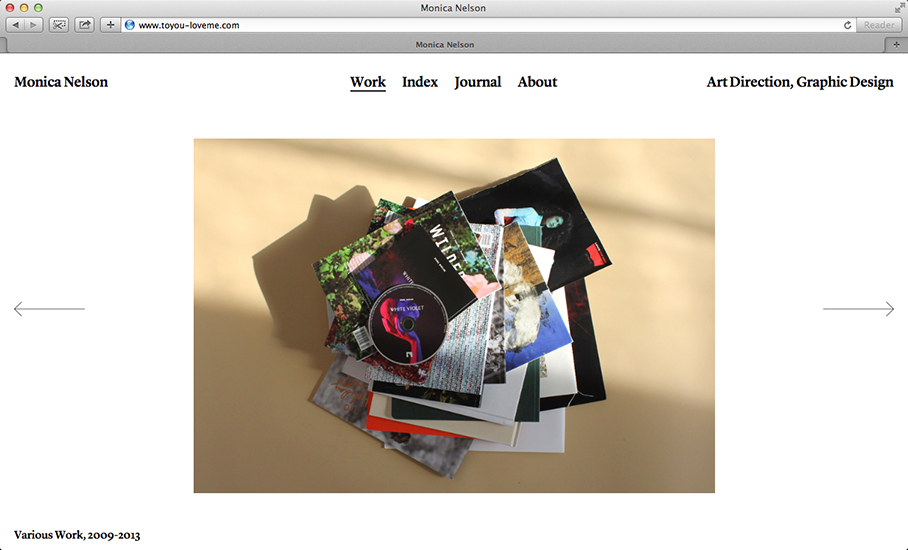 Monica Nelson
www.toyou-loveme.com
Reader
Monica Nelson
Monica Nelson
Work
Index
Journal
About
Art Direction, Graphic Design
WILDER
WHITE VIOLET
Various Work, 2009-2013